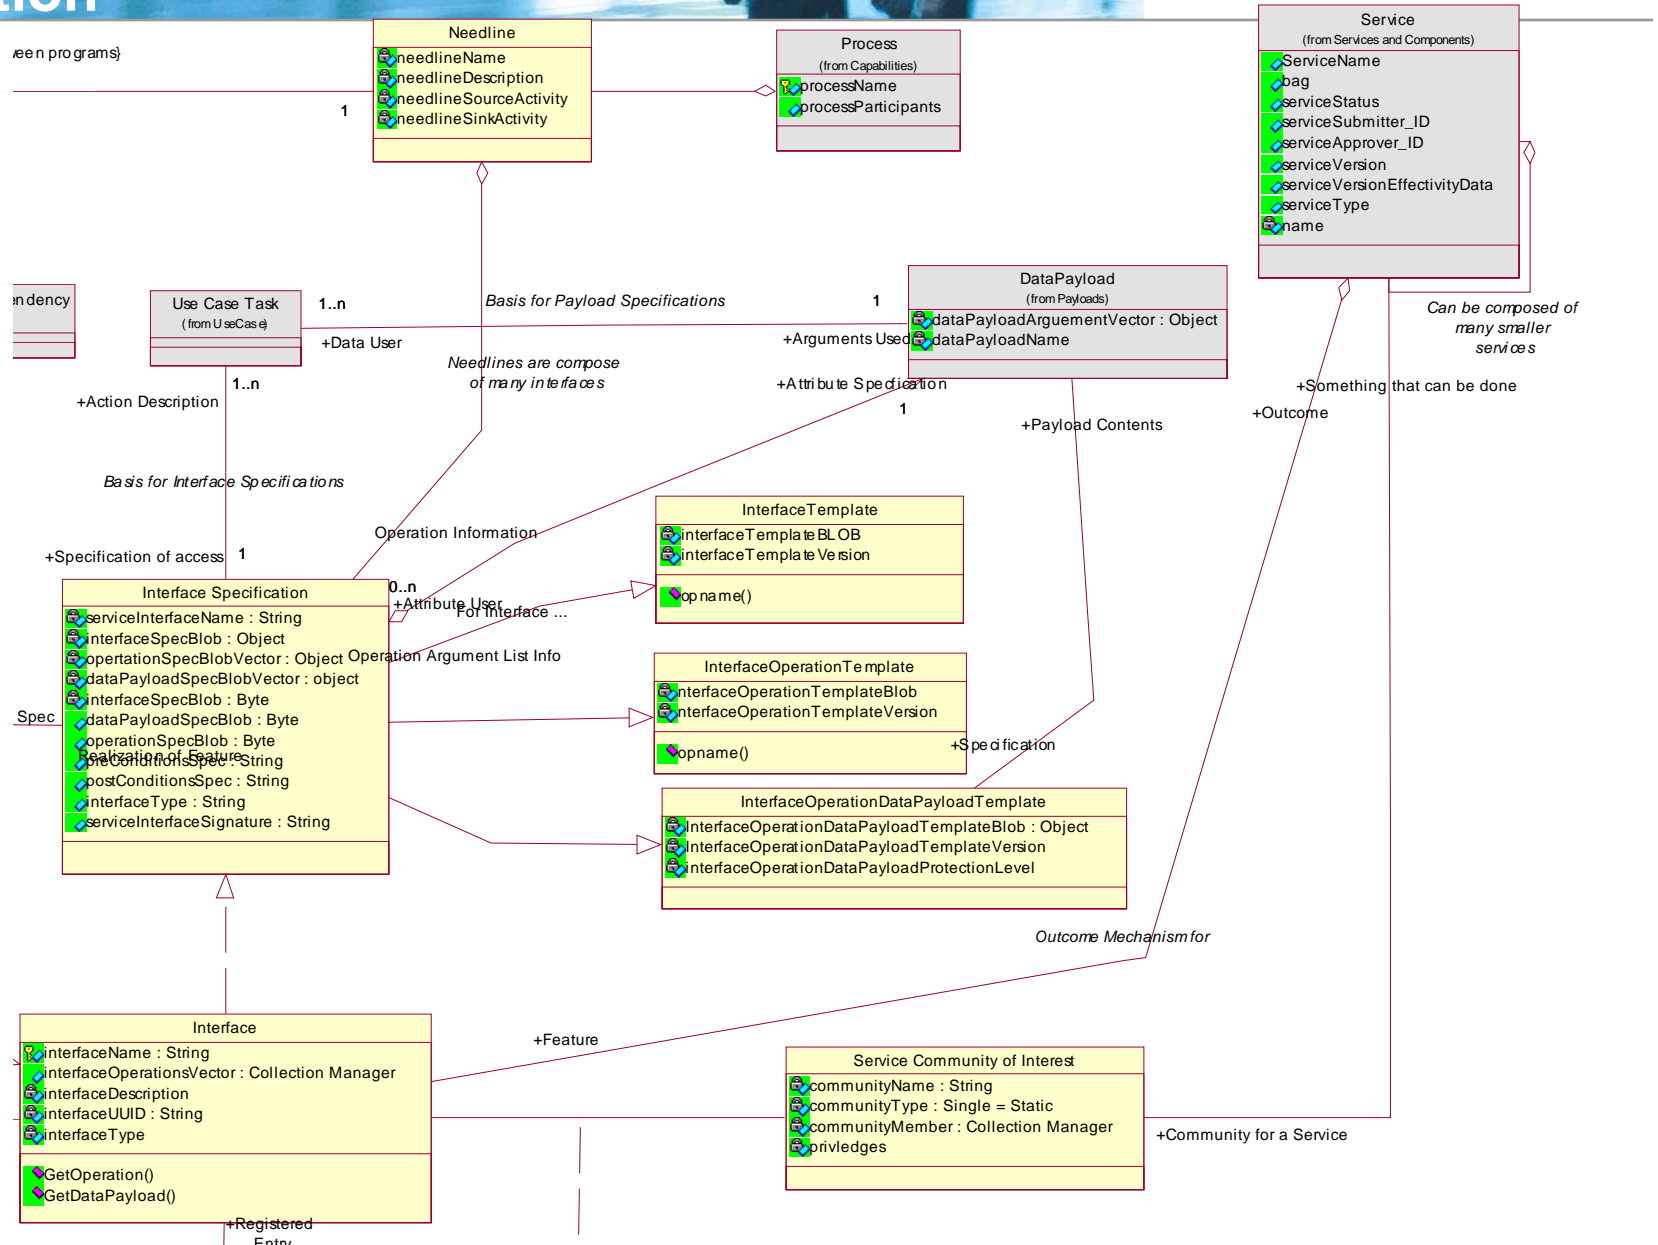 tion
veen programs}
1
Needline
needlineName
needlineDescription
needlineSourceActivity
needlineSinkActivity
Process
(from Capabilities)
processName
processParticipants
Service
(from Services and Components)
ServiceName
bag
serviceStatus
serviceSubmitter_ID
serviceApprover_ID
serviceVersion
serviceVersionEffectivityData
serviceType
name
Can be composed of
many smaller
services
endency
Use Case Task
(from UseCase)
1..n
+Data User
Basis for Payload Specifications
1
+Arguments Used
DataPayload
(from Payloads)
dataPayloadArguementVector : Object
dataPayloadName
Needlines are compose
of many interfaces
+Attribute Specfication
1
1..n
+Action Description
+Payload Contents
+Something that can be done
+Outcome
Basis for Interface Specifications
Operation Information
+Specification of access
1
0..n
+Attribute User
For Interface ...
Operation Argument List Info
InterfaceTemplate
interfaceTemplateBLOB
interfaceTemplateVersion
opname()
Interface Specification
serviceInterfaceName : String
interfaceSpecBlob : Object
opertationSpecBlobVector : Object
dataPayloadSpecBlobVector : object
interfaceSpecBlob : Byte
dataPayloadSpecBlob : Byte
operationSpecBlob : Byte
preConditionsSpec : String
postConditionsSpec : String
interfaceType : String
serviceInterfaceSignature : String
Realization of Feature
Spec
InterfaceOperationTemplate
nterfaceOperationTemplateBlob
nterfaceOperationTemplateVersion
opname()
+Specification
InterfaceOperationDataPayloadTemplate
InterfaceOperationDataPayloadTemplateBlob : Object
InterfaceOperationDataPayloadTemplateVersion
interfaceOperationDataPayloadProtectionLevel
Outcome Mechanism for
Interface
interfaceName : String
interfaceOperationsVector : Collection Manager
interfaceDescription
interfaceUUID : String
interfaceType
GetOperation()
GetDataPayload()
+Feature
Service Community of Interest
communityName : String
communityType : Single = Static
communityMember : Collection Manager
privledges
+Community for a Service
+Registered
Entry